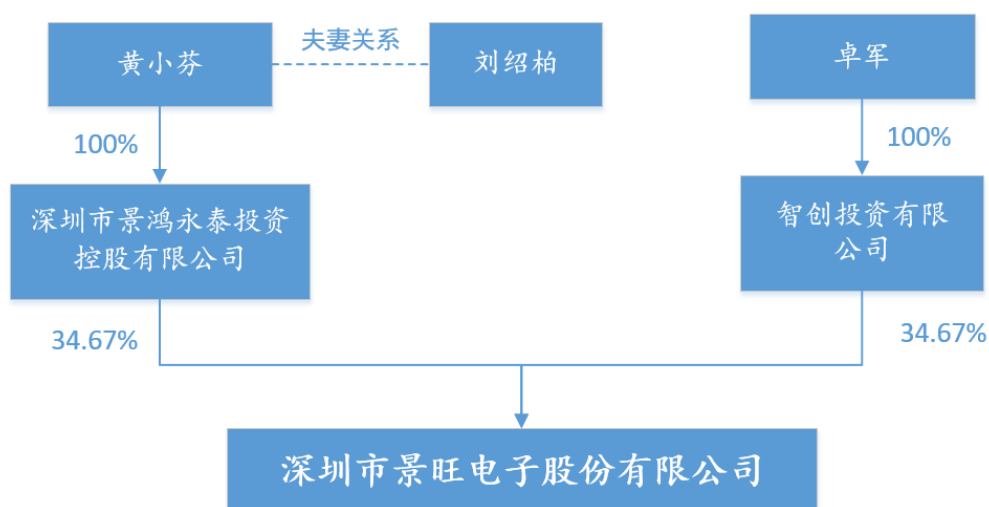 黄小芬
夫妻关系
刘绍柏
卓军
100%
100%
深圳市景鸿永泰投资
控股有限公司
智创投资有限
公司
34.67%
34.67%
深圳市景旺电子股份有限公司